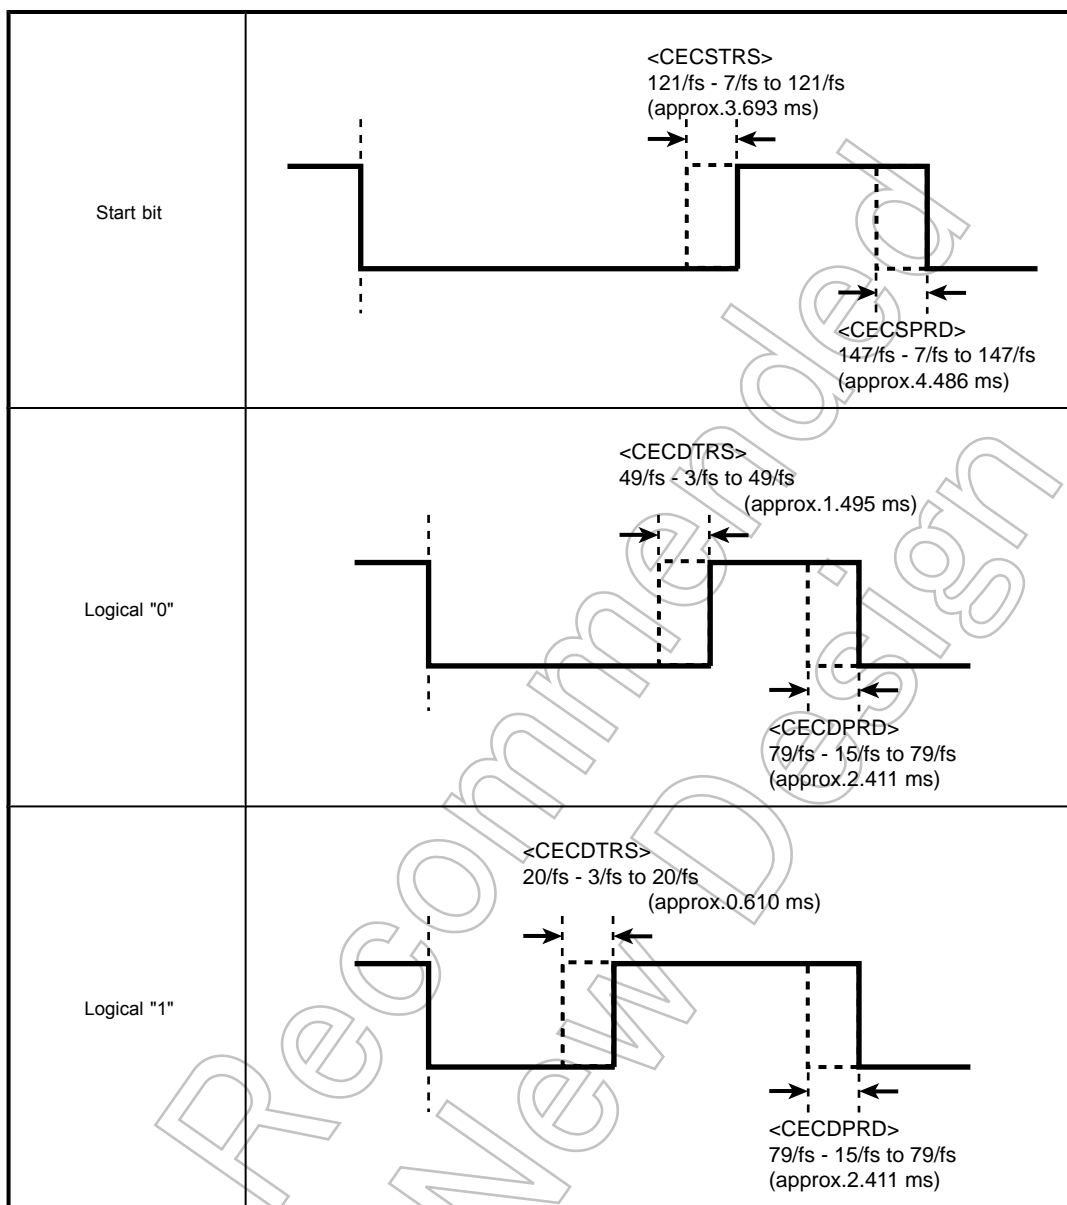 Start bit
<CECSTRS>
121/fs - 7/fs to 121/fs
(approx.3.693 ms)
<CECSPRD>
147/fs - 7/fs to 147/fs
(approx.4.486 ms)
Logical "0"
<CECDTRS>
49/fs - 3/fs to 49/fs
(approx.1.495 ms)
<CECDPRD>
79/fs - 15/fs to 79/fs
(approx.2.411 ms)
Logical "1"
<CECDTRS>
20/fs - 3/fs to 20/fs
(approx.0.610 ms)
<CECDPRD>
79/fs - 15/fs to 79/fs
(approx.2.411 ms)
Recommended
New Design